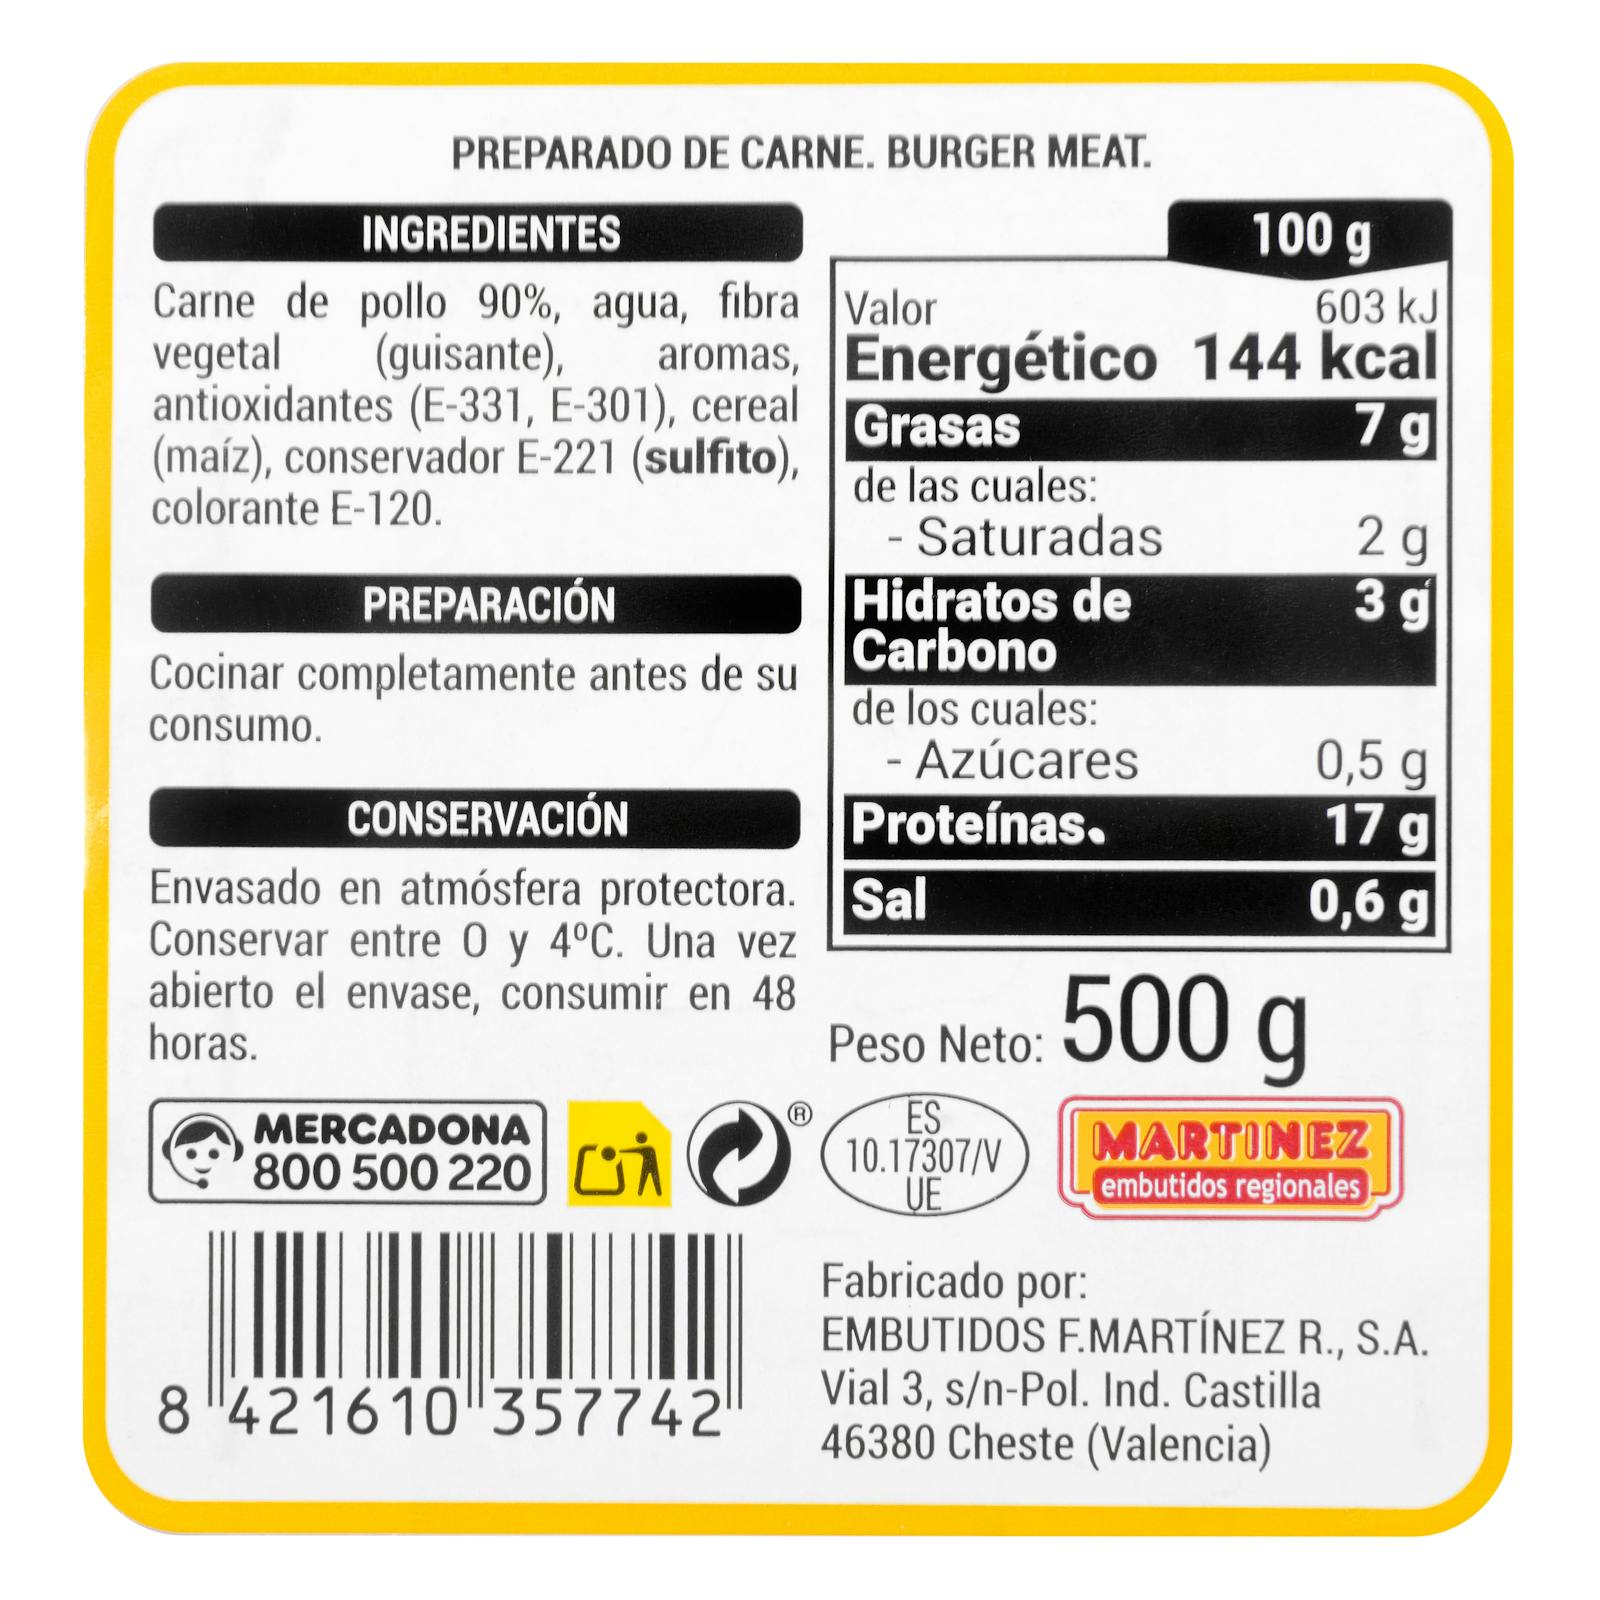 PREPARADO DE CARNE. BURGER MEAT.
INGREDIENTES
Carne de pollo 90%, agua, fibra
vegetal (guisante), aromas,
antioxidantes (E-331, E-301), cereal
(maíz), conservador E-221 (sulfito),
colorante E-120.
PREPARACIÓN
Cocinar completamente antes de su
consumo.
CONSERVACIÓN
Envasado en atmósfera protectora.
Conservar entre 0 y 4ºC. Una vez
abierto el envase, consumir en 48
horas.
100 g
Valor 603 kJ
Energético 144 kcal
Grasas 7 g
de las cuales:
- Saturadas 2 g
Hidratos de 3 g
Carbono
de los cuales:
- Azúcares 0,5 g
Proteínas. 17 g
Sal 0,6 g
Peso Neto: 500 g
MERCADONA
800 500 220
®
ES
10.17307/V
UE
MARTINEZ
embutidos regionales
8 421610 357742
Fabricado por:
EMBUTIDOS F.MARTÍNEZ R., S.A.
Vial 3, s/n-Pol. Ind. Castilla
46380 Cheste (Valencia)